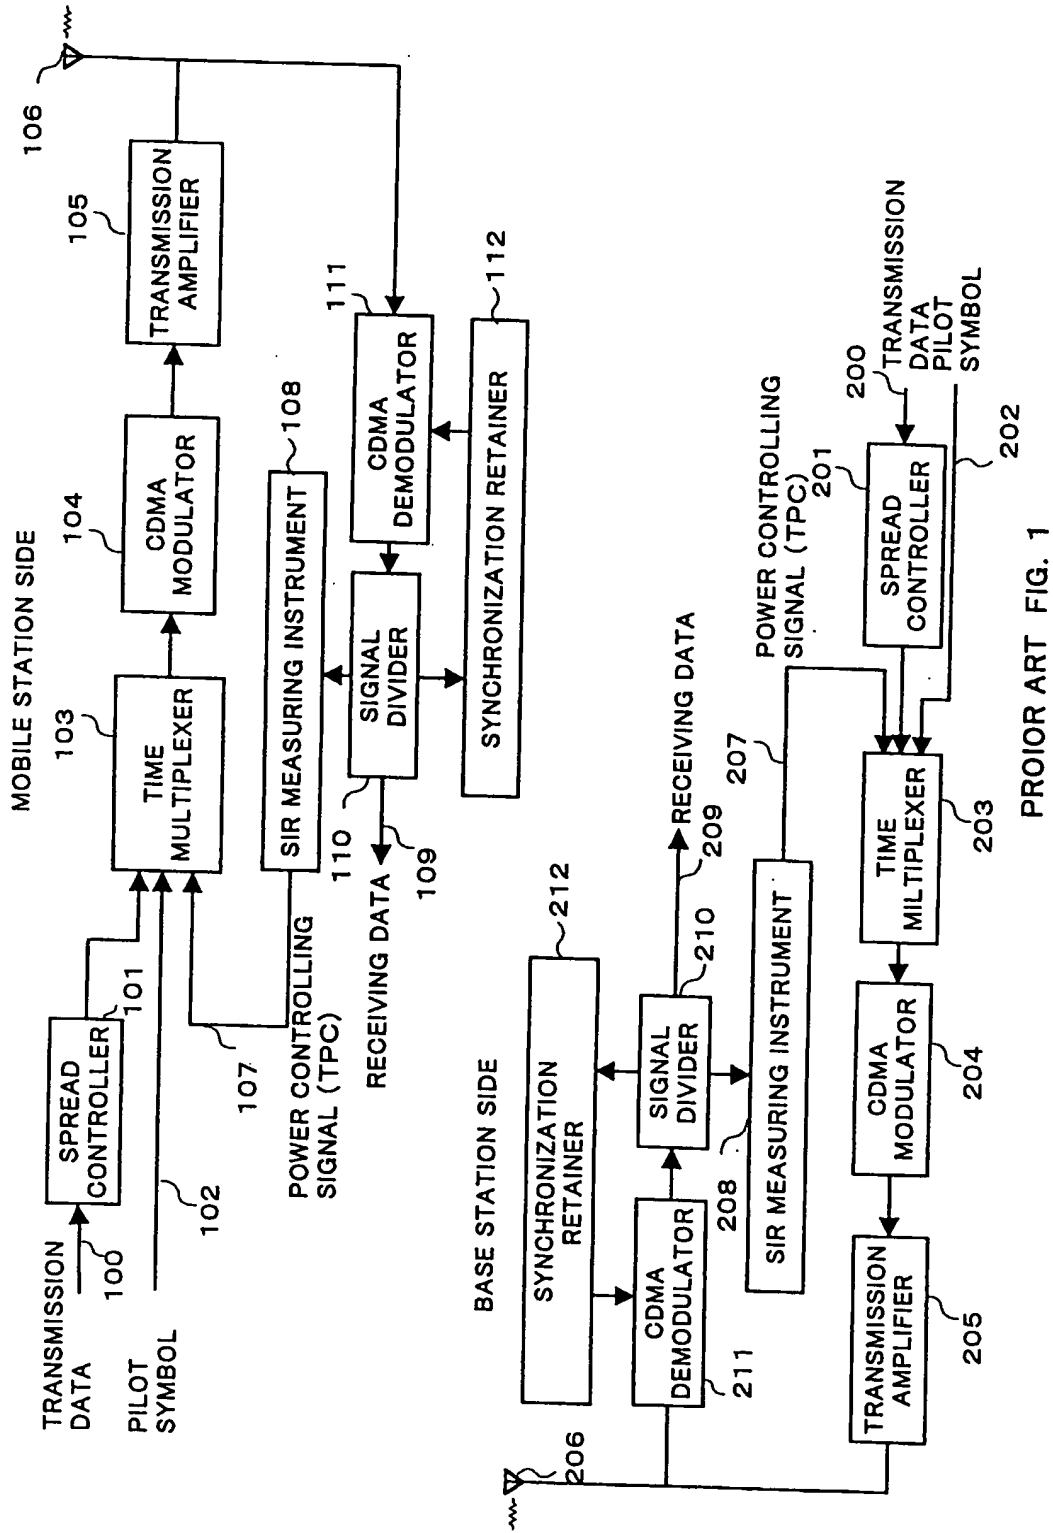 MOBILE STATION SIDE
TRANSMISSION
DATA
100
SPREAD
CONTROLLER
101
PILOT
SYMBOL
102
TIME
MULTIPLEXER
103
CDMA
MODULATOR
104
TRANSMISSION
AMPLIFIER
105
106
107
POWER CONTROLLING
SIGNAL (TPC)
SIR MEASURING INSTRUMENT
108
RECEIVING DATA
109
110
SIGNAL
DIVIDER
CDMA
DEMODULATOR
111
SYNCHRONIZATION RETAINER
112
BASE STATION SIDE
206
SYNCHRONIZATION
RETAINER
212
CDMA
DEMODULATOR
211
SIGNAL
DIVIDER
210
RECEIVING DATA
209
208
SIR MEASURING INSTRUMENT
207
POWER CONTROLLING
SIGNAL (TPC)
TRANSMISSION
AMPLIFIER
205
CDMA
MODULATOR
204
TIME
MILTIPLEXER
203
SPREAD
CONTROLLER
201
200
TRANSMISSION
DATA
PILOT
SYMBOL
202
PROIOR ART FIG. 1